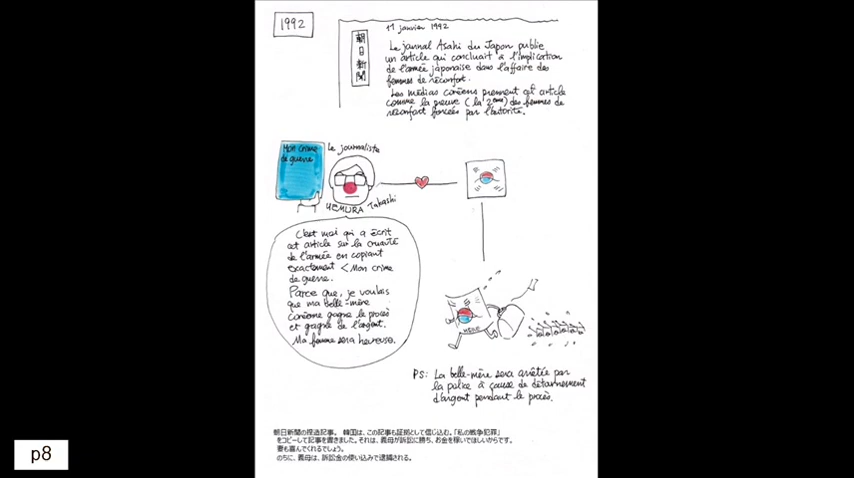 1992
朝日新聞
11 janvier 1992
Le journal Asahi du Japon publie
un article qui concluait à l'implication
de l'armée japonaise dans l'affaire des
femmes de réconfort.
Les médias coréens prennent cet article
comme la preuve (la 2ème) des femmes de
réconfort forcées par l'autorité.
Mon crime
de guerre
Le journaliste
UEMURA Takashi
C'est moi qui a écrit
cet article sur la cruauté
de l'armée en copiant
exactement < Mon crime
de guerre.
Parce que, je voulais
que ma belle-mère
coréenne gagne le procès
et gagne de l'argent.
Ma femme sera heureuse.
PS: La belle-mère sera arrêtée par
la police à cause de détournement
d'argent pendant le procès.
朝日新聞の捏造記事。 韓国は、この記事も証拠として信じ込む。「私の戦争犯罪」
をコピーして記事を書きました。それは、義母が訴訟に勝ち、お金を稼いでほしいからです。
妻も喜んでくれるでしょう。
のちに、義母は、訴訟金の使い込みで逮捕される。
p8